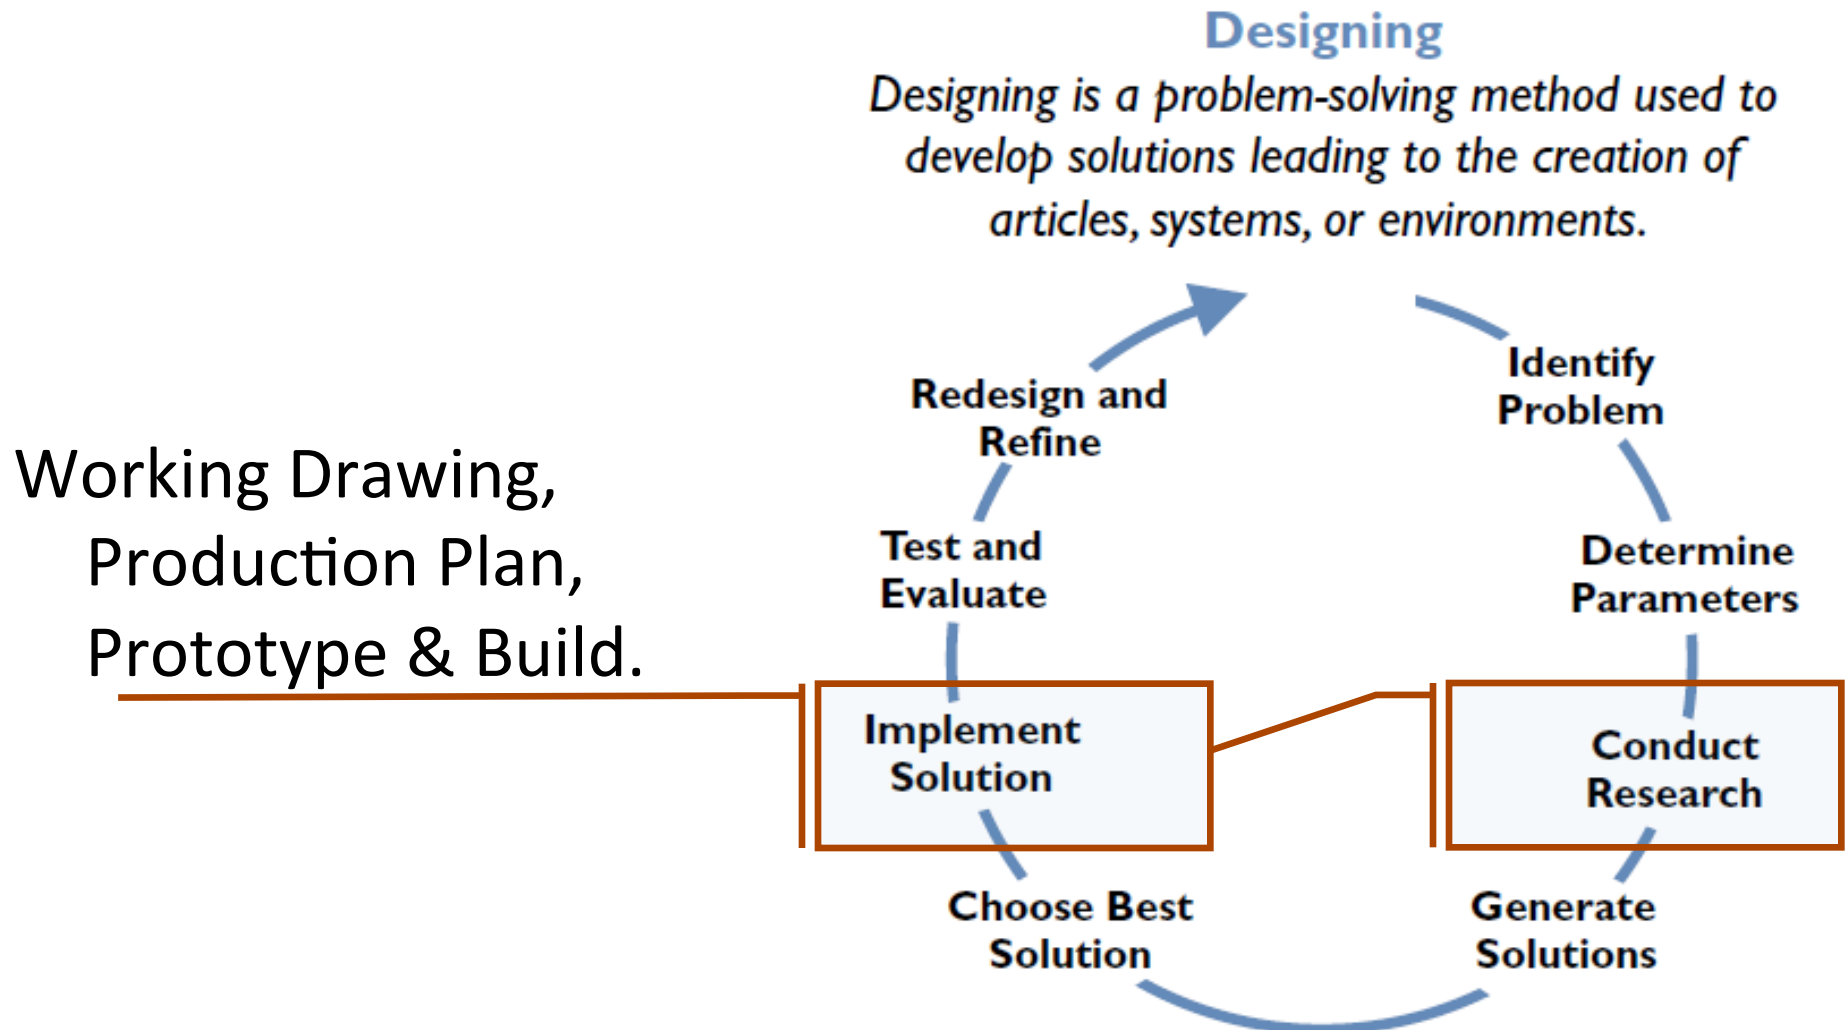 Designing
Designing is a problem-solving method used to
develop solutions leading to the creation of
articles, systems, or environments.
Identify
Problem
Determine
Parameters
Conduct
Research
Generate
Solutions
Choose Best
Solution
Implement
Solution
Test and
Evaluate
Redesign and
Refine
Working Drawing,
Production Plan,
Prototype & Build.